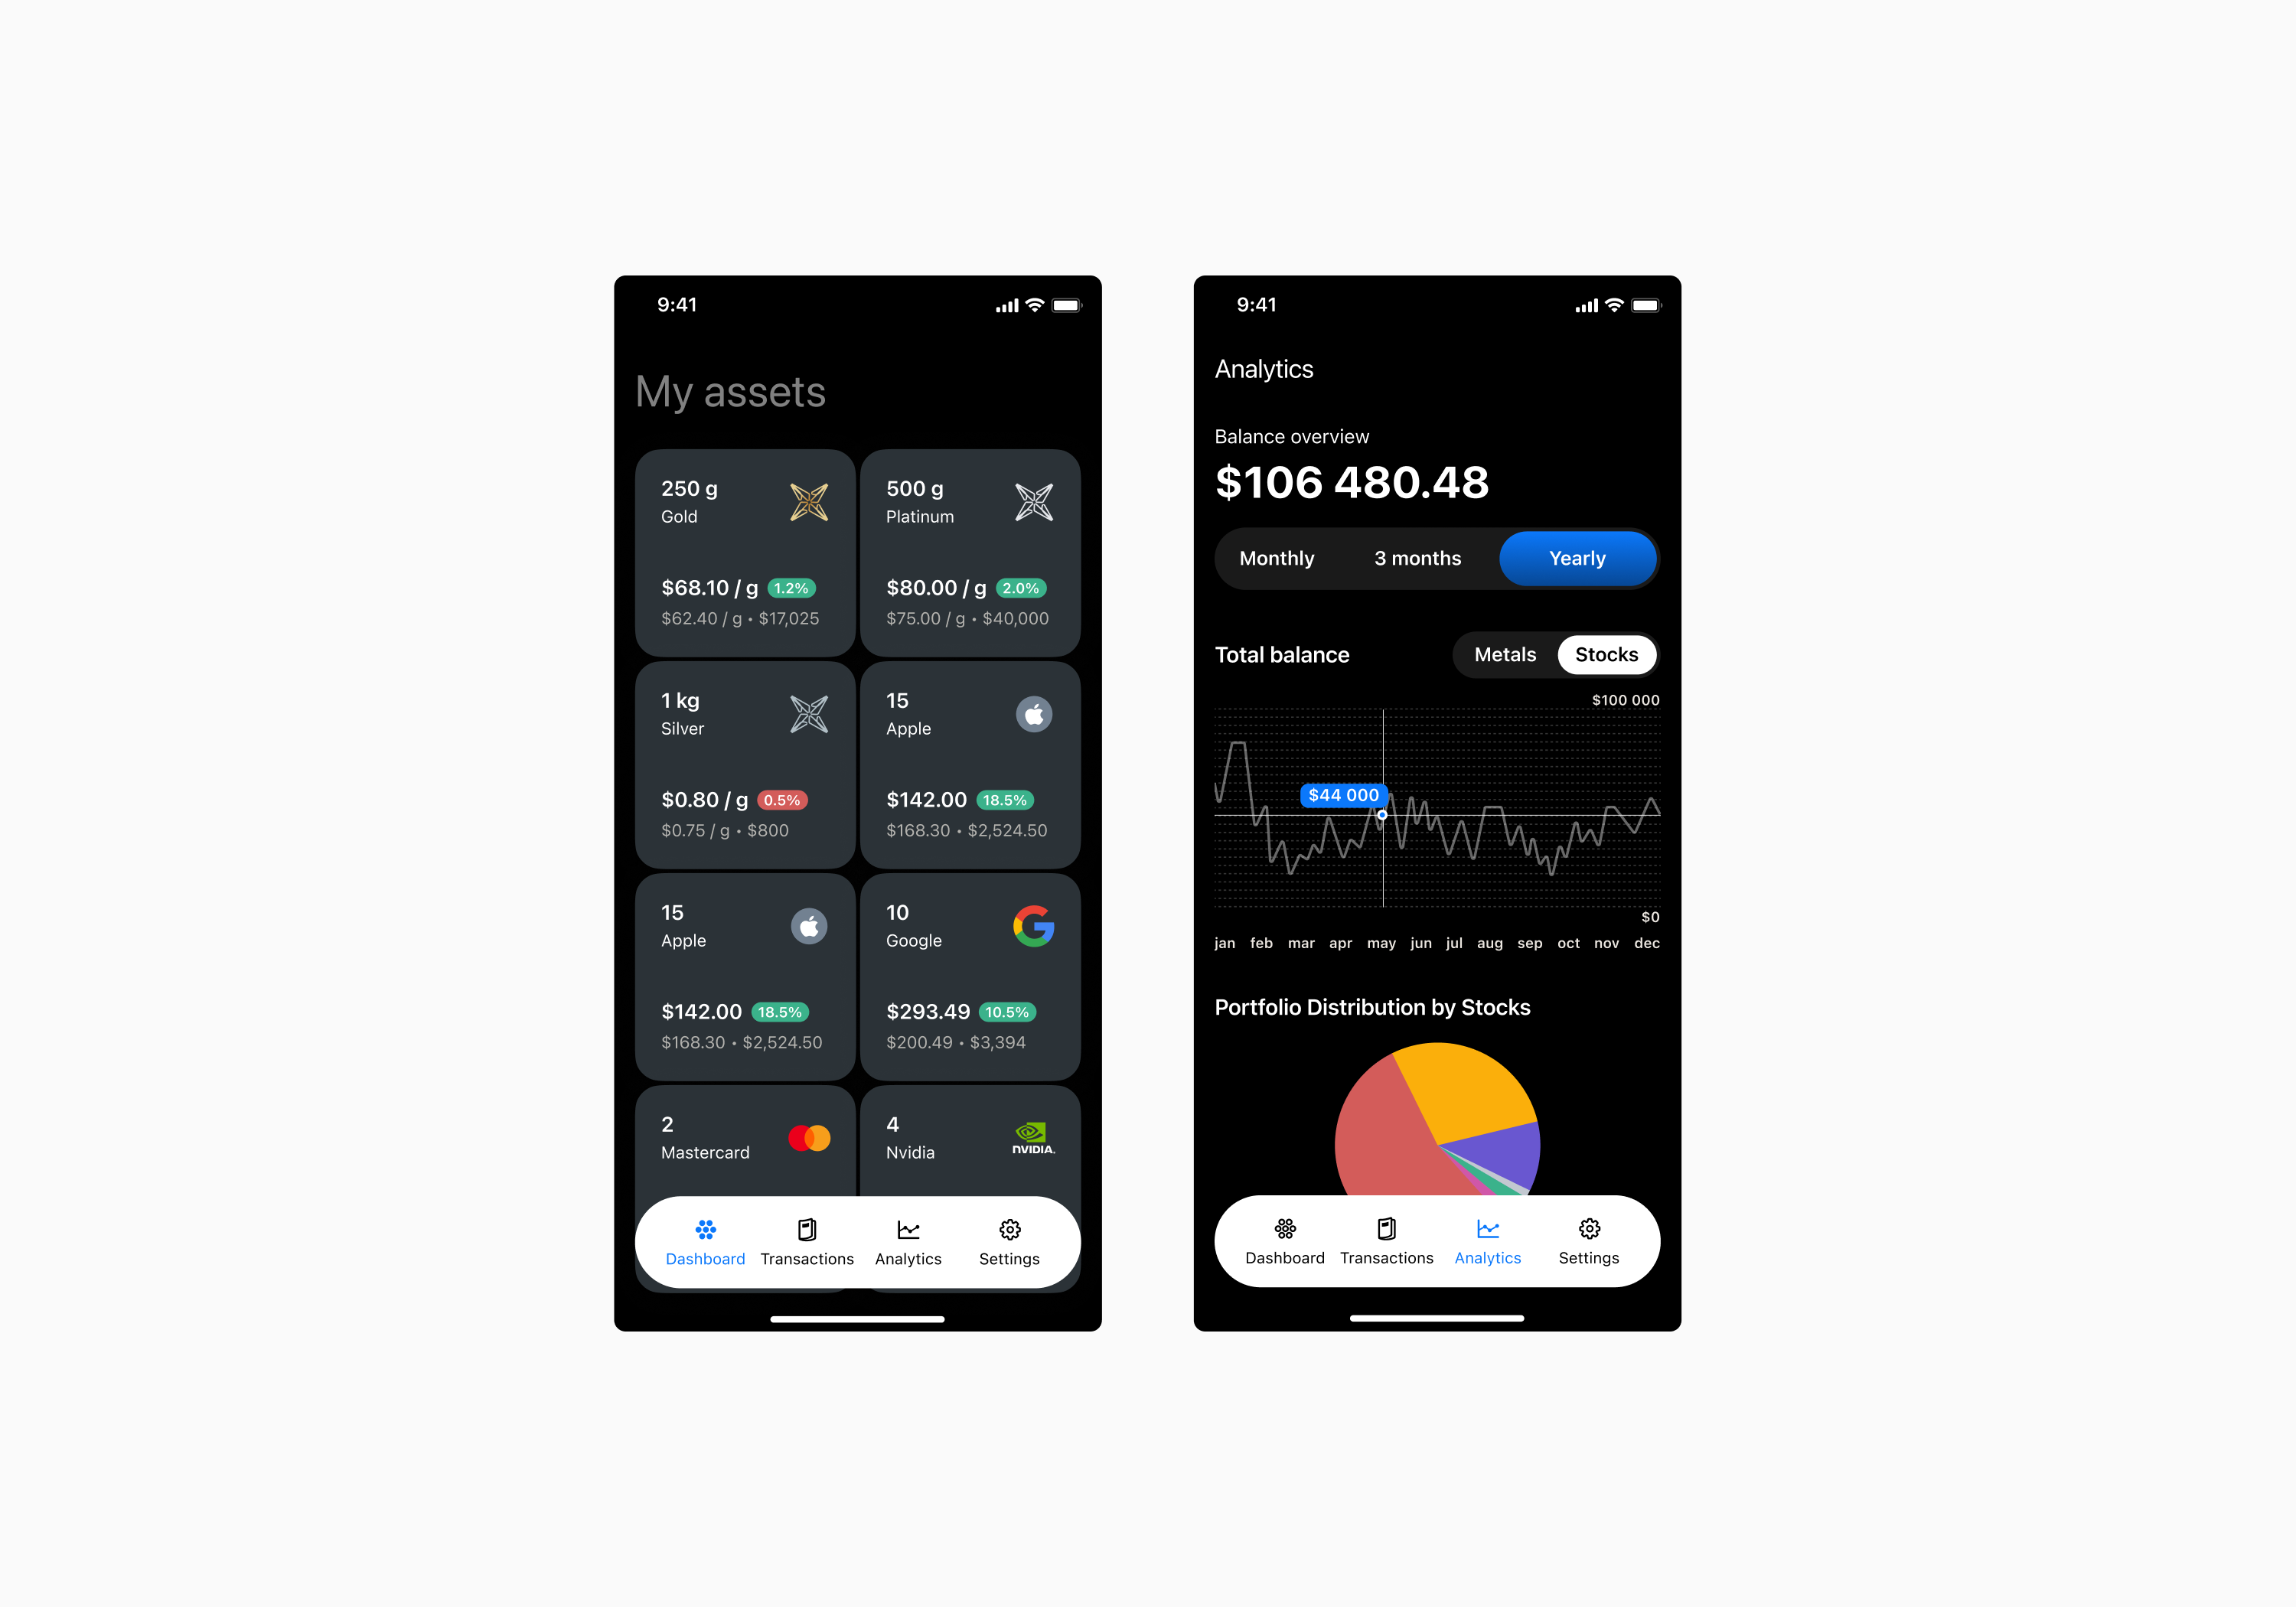 9:41
My assets
250 g
Gold
$68.10 / g 1.2%
$62.40 / g • $17,025
500 g
Platinum
$80.00 / g 2.0%
$75.00 / g • $40,000
1 kg
Silver
$0.80 / g 0.5%
$0.75 / g • $800
15
Apple
$142.00 18.5%
$168.30 • $2,524.50
15
Apple
$142.00 18.5%
$168.30 • $2,524.50
10
Google
$293.49 10.5%
$200.49 • $3,394
2
Mastercard
4
Nvidia
NVIDIA.
Dashboard Transactions Analytics Settings
9:41
Analytics
Balance overview
$106 480.48
Monthly 3 months Yearly
Total balance Metals Stocks
$100 000
$44 000
$0
jan feb mar apr may jun jul aug sep oct nov dec
Portfolio Distribution by Stocks
Dashboard Transactions Analytics Settings